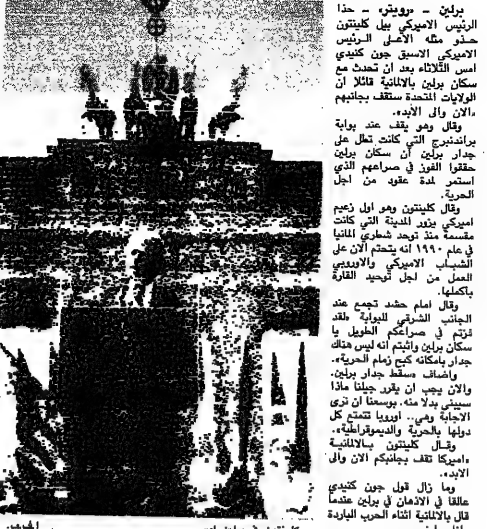 برلين - «رويتر» - حذا
الرئيس الاميركي بيل كلينتون
حذو مثله الاعلى الرئيس
الاميركي الاسبق جون كنيدي
امس الثلاثاء بعد ان تحدث مع
سكان برلين بالالمانية قائلا ان
الولايات المتحدة ستقف بجانبهم
«الان والى الابد».
وقال وهو يقف عند بوابة
براندنبرج التي كانت تطل على
جدار برلين أن سكان برلين
حققوا الفوز في صراعهم الذي
استمر لمدة عقود من اجل
الحرية.
وقال كلينتون وهو اول زعيم
اميركي يزور المدينة التي كانت
مقسمة منذ توحد شطري المانيا
في عام ١٩٩٠ انه يتحتم الان على
الشباب الاميركي والاوروبي
العمل من اجل توحيد القارة
باكملها.
وقال امام حشد تجمع عند
الجانب الشرقي للبوابة «لقد
فزتم في صراعكم الطويل يا
سكان برلين واثبتم انه ليس هناك
جدار بامكانه كبح زمام الحرية».
واضاف «سقط جدار برلين.
والان يجب ان يقرر جيلنا ماذا
سيبني بدلا منه. بوسعنا ان نرى
الاجابة وهي.. اوروبا تتمتع كل
دولها بالحرية والديموقراطية».
وقال كلينتون بالالمانية
«اميركا تقف بجانبكم الان والى
الابد».
وما زال قول جون كنيدي
عالقا في الاذهان في برلين عندما
قال بالالمانية اثناء الحرب الباردة